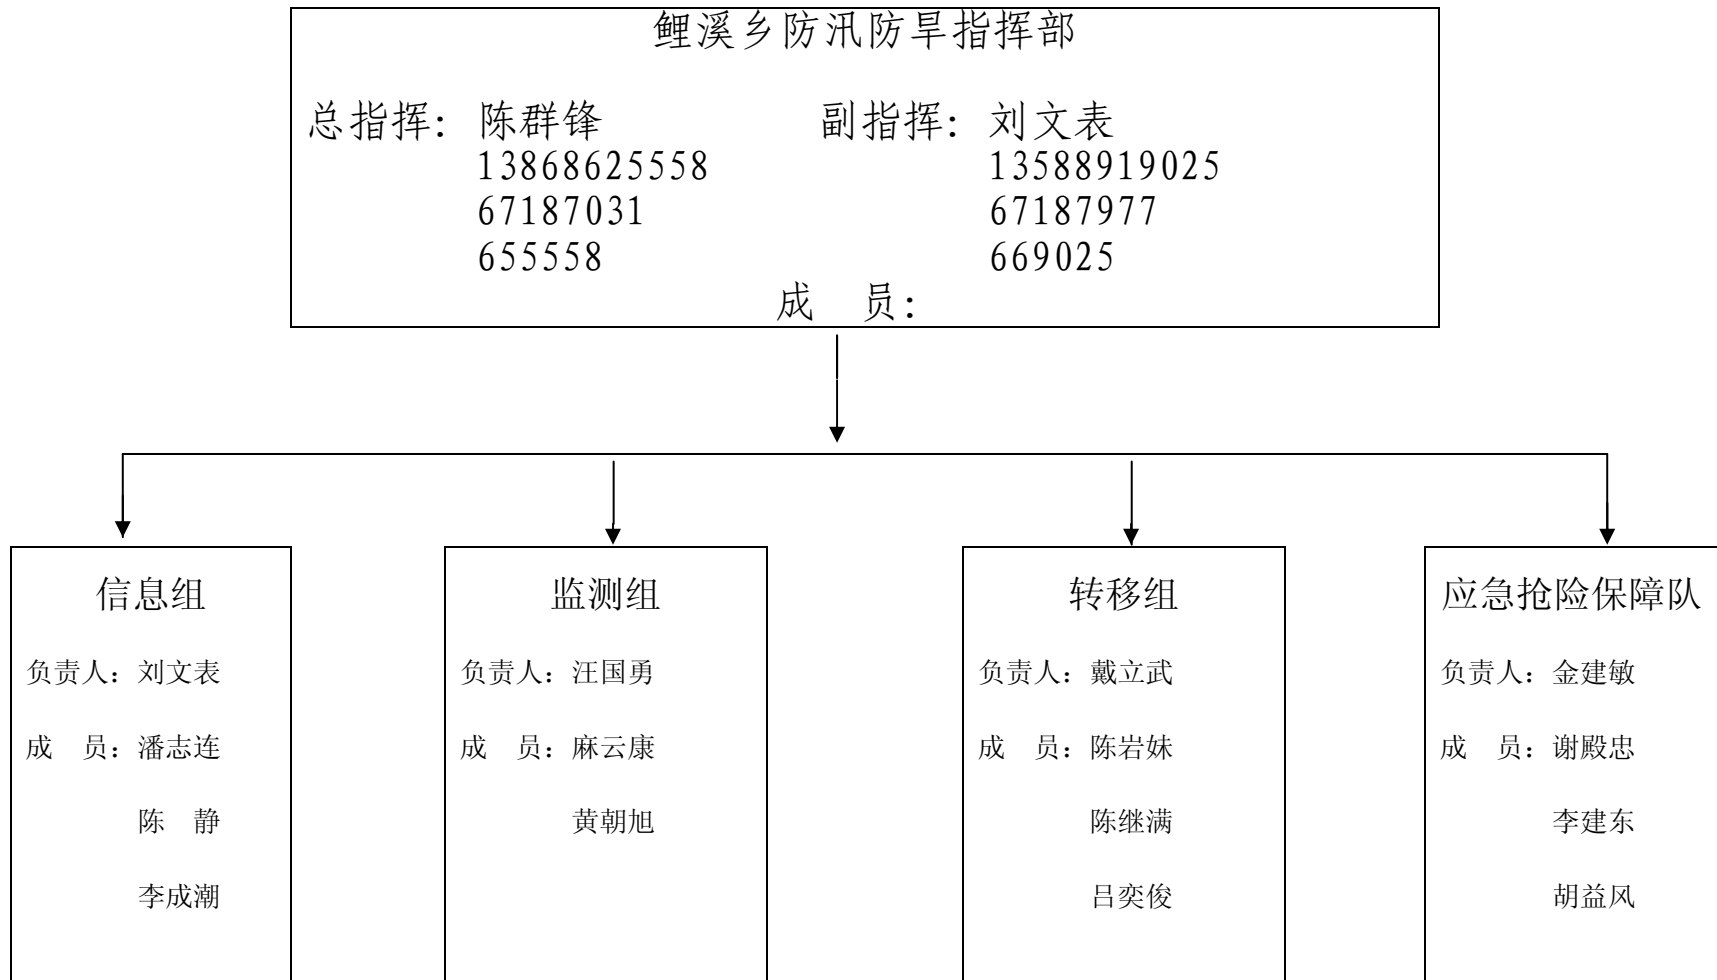 鲤溪乡防汛防旱指挥部
总指挥：陈群锋 副指挥：刘文表
13868625558 13588919025
67187031 67187977
655558 669025
成 员：
信息组
负责人：刘文表
成 员：潘志连
陈 静
李成潮
监测组
负责人：汪国勇
成 员：麻云康
黄朝旭
转移组
负责人：戴立武
成 员：陈岩妹
陈继满
吕奕俊
应急抢险保障队
负责人：金建敏
成 员：谢殿忠
李建东
胡益风